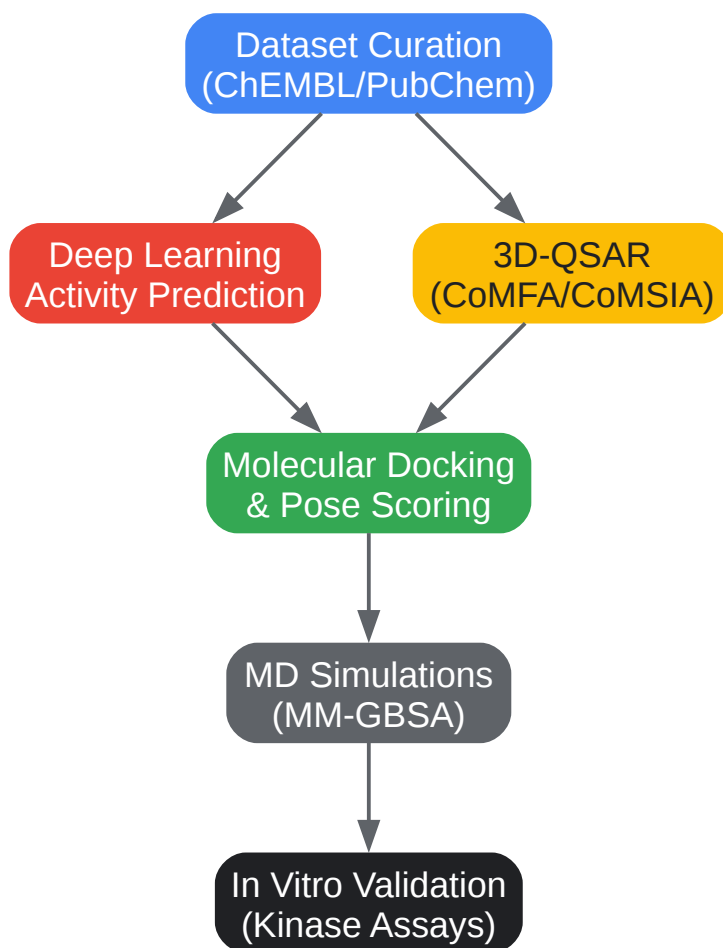 Dataset Curation
(ChEMBL/PubChem)
Deep Learning
Activity Prediction
3D-QSAR
(CoMFA/CoMSIA)
Molecular Docking
& Pose Scoring
MD Simulations
(MM-GBSA)
In Vitro Validation
(Kinase Assays)